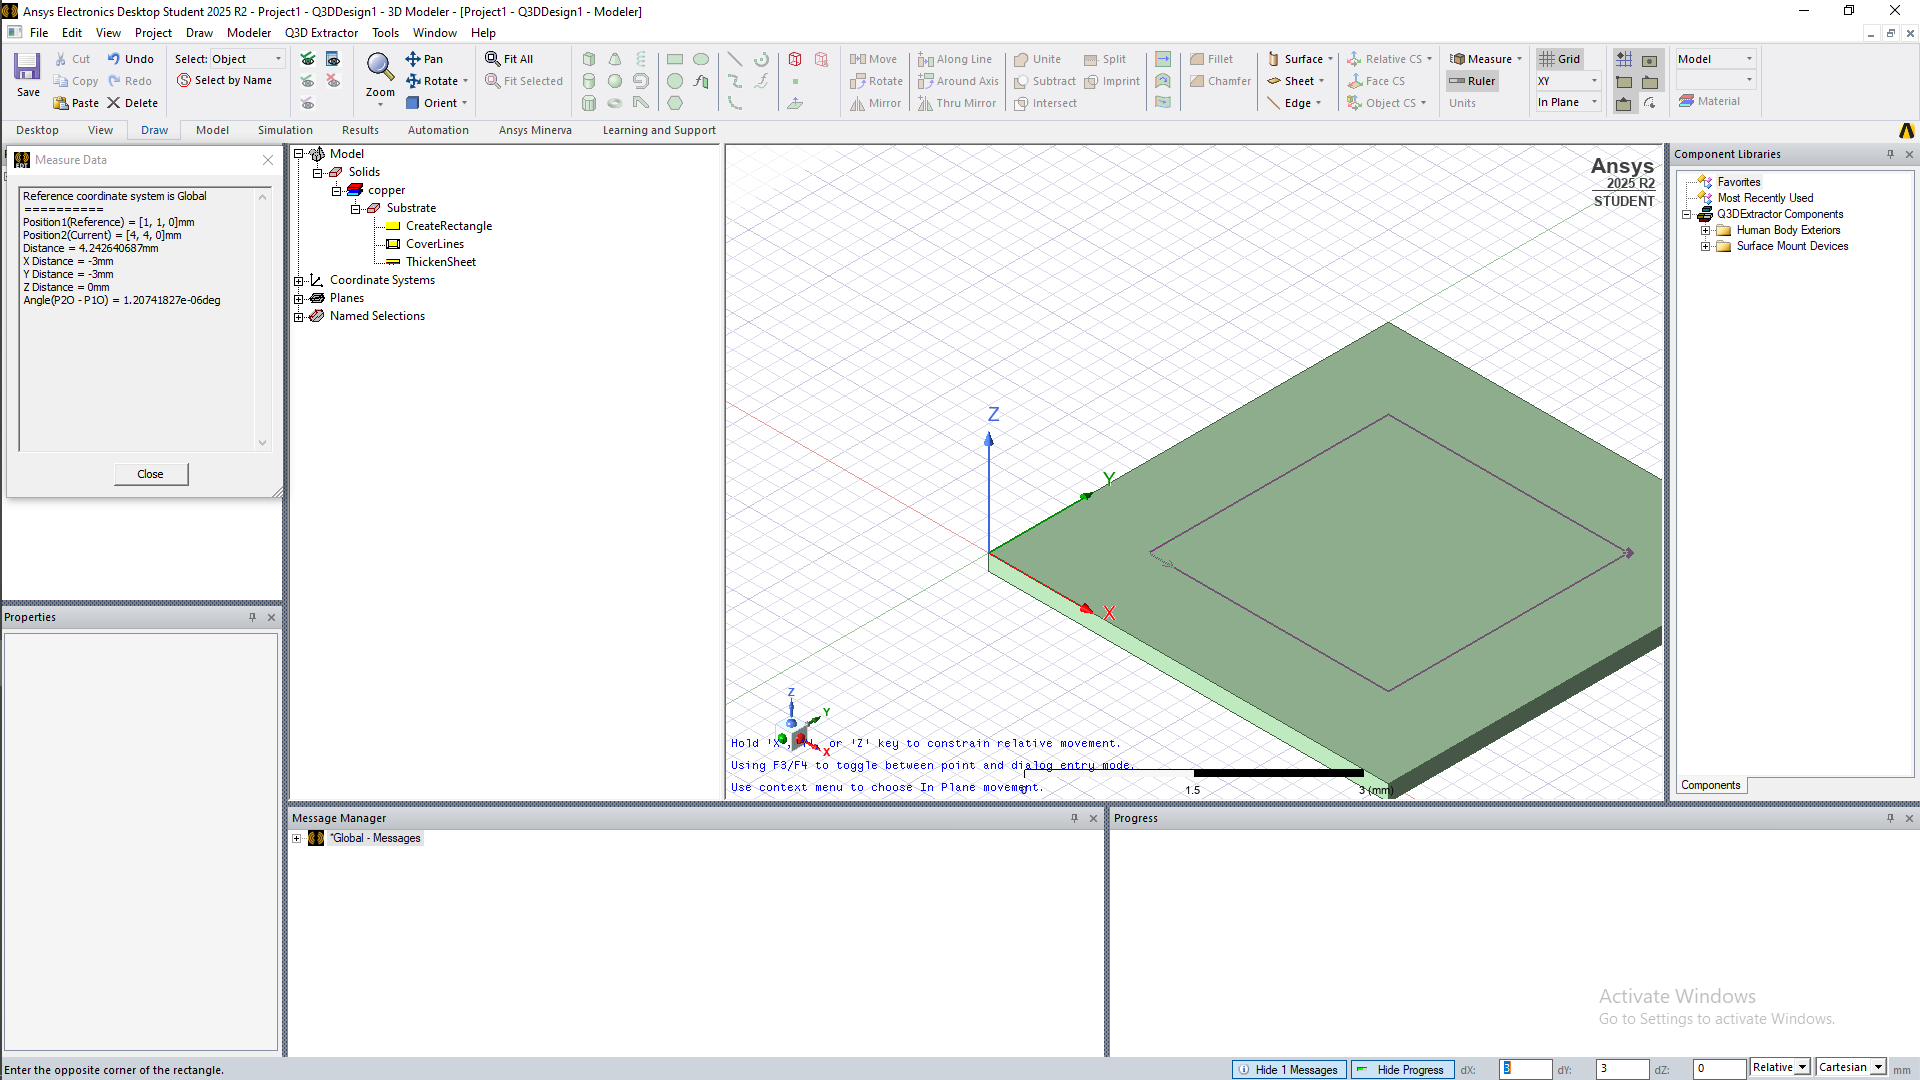 Ansys Electronics Desktop Student 2025 R2 - Project1 - Q3DDesign1 - 3D Modeler - [Project1 - Q3DDesign1 - Modeler]
File Edit View Project Draw Modeler Q3D Extractor Tools Window Help
Save
Cut
Copy
Paste
Undo
Redo
Delete
Select: Object
Select by Name
Zoom
Pan
Rotate
Orient
Fit All
Fit Selected
Move
Rotate
Mirror
Along Line
Around Axis
Thru Mirror
Unite
Subtract
Intersect
Split
Imprint
Fillet
Chamfer
Surface
Sheet
Edge
Relative CS
Face CS
Object CS
Measure
Ruler
Units
Grid
XY
In Plane
Model
Material
Desktop View Draw Model Simulation Results Automation Ansys Minerva Learning and Support
Measure Data
Reference coordinate system is Global
==========
Position1(Reference) = [1, 1, 0]mm
Position2(Current) = [4, 4, 0]mm
Distance = 4.242640687mm
X Distance = -3mm
Y Distance = -3mm
Z Distance = 0mm
Angle(P2O - P1O) = 1.20741827e-06deg
Close
Properties
Model
Solids
copper
Substrate
CreateRectangle
CoverLines
ThickenSheet
Coordinate Systems
Planes
Named Selections
Ansys
2025 R2
STUDENT
Z
Y
X
Z
Y
X
Hold 'X', or 'Z' key to constrain relative movement.
Using F3/F4 to toggle between point and dialog entry mode.
Use context menu to choose In Plane movement.
0 1.5 3 (mm)
Component Libraries
Favorites
Most Recently Used
Q3DExtractor Components
Human Body Exteriors
Surface Mount Devices
Components
Message Manager
*Global - Messages
Progress
Activate Windows
Go to Settings to activate Windows.
Enter the opposite corner of the rectangle.
Hide 1 Messages
Hide Progress
dX: 3 dY: 3 dZ: 0 Relative Cartesian mm